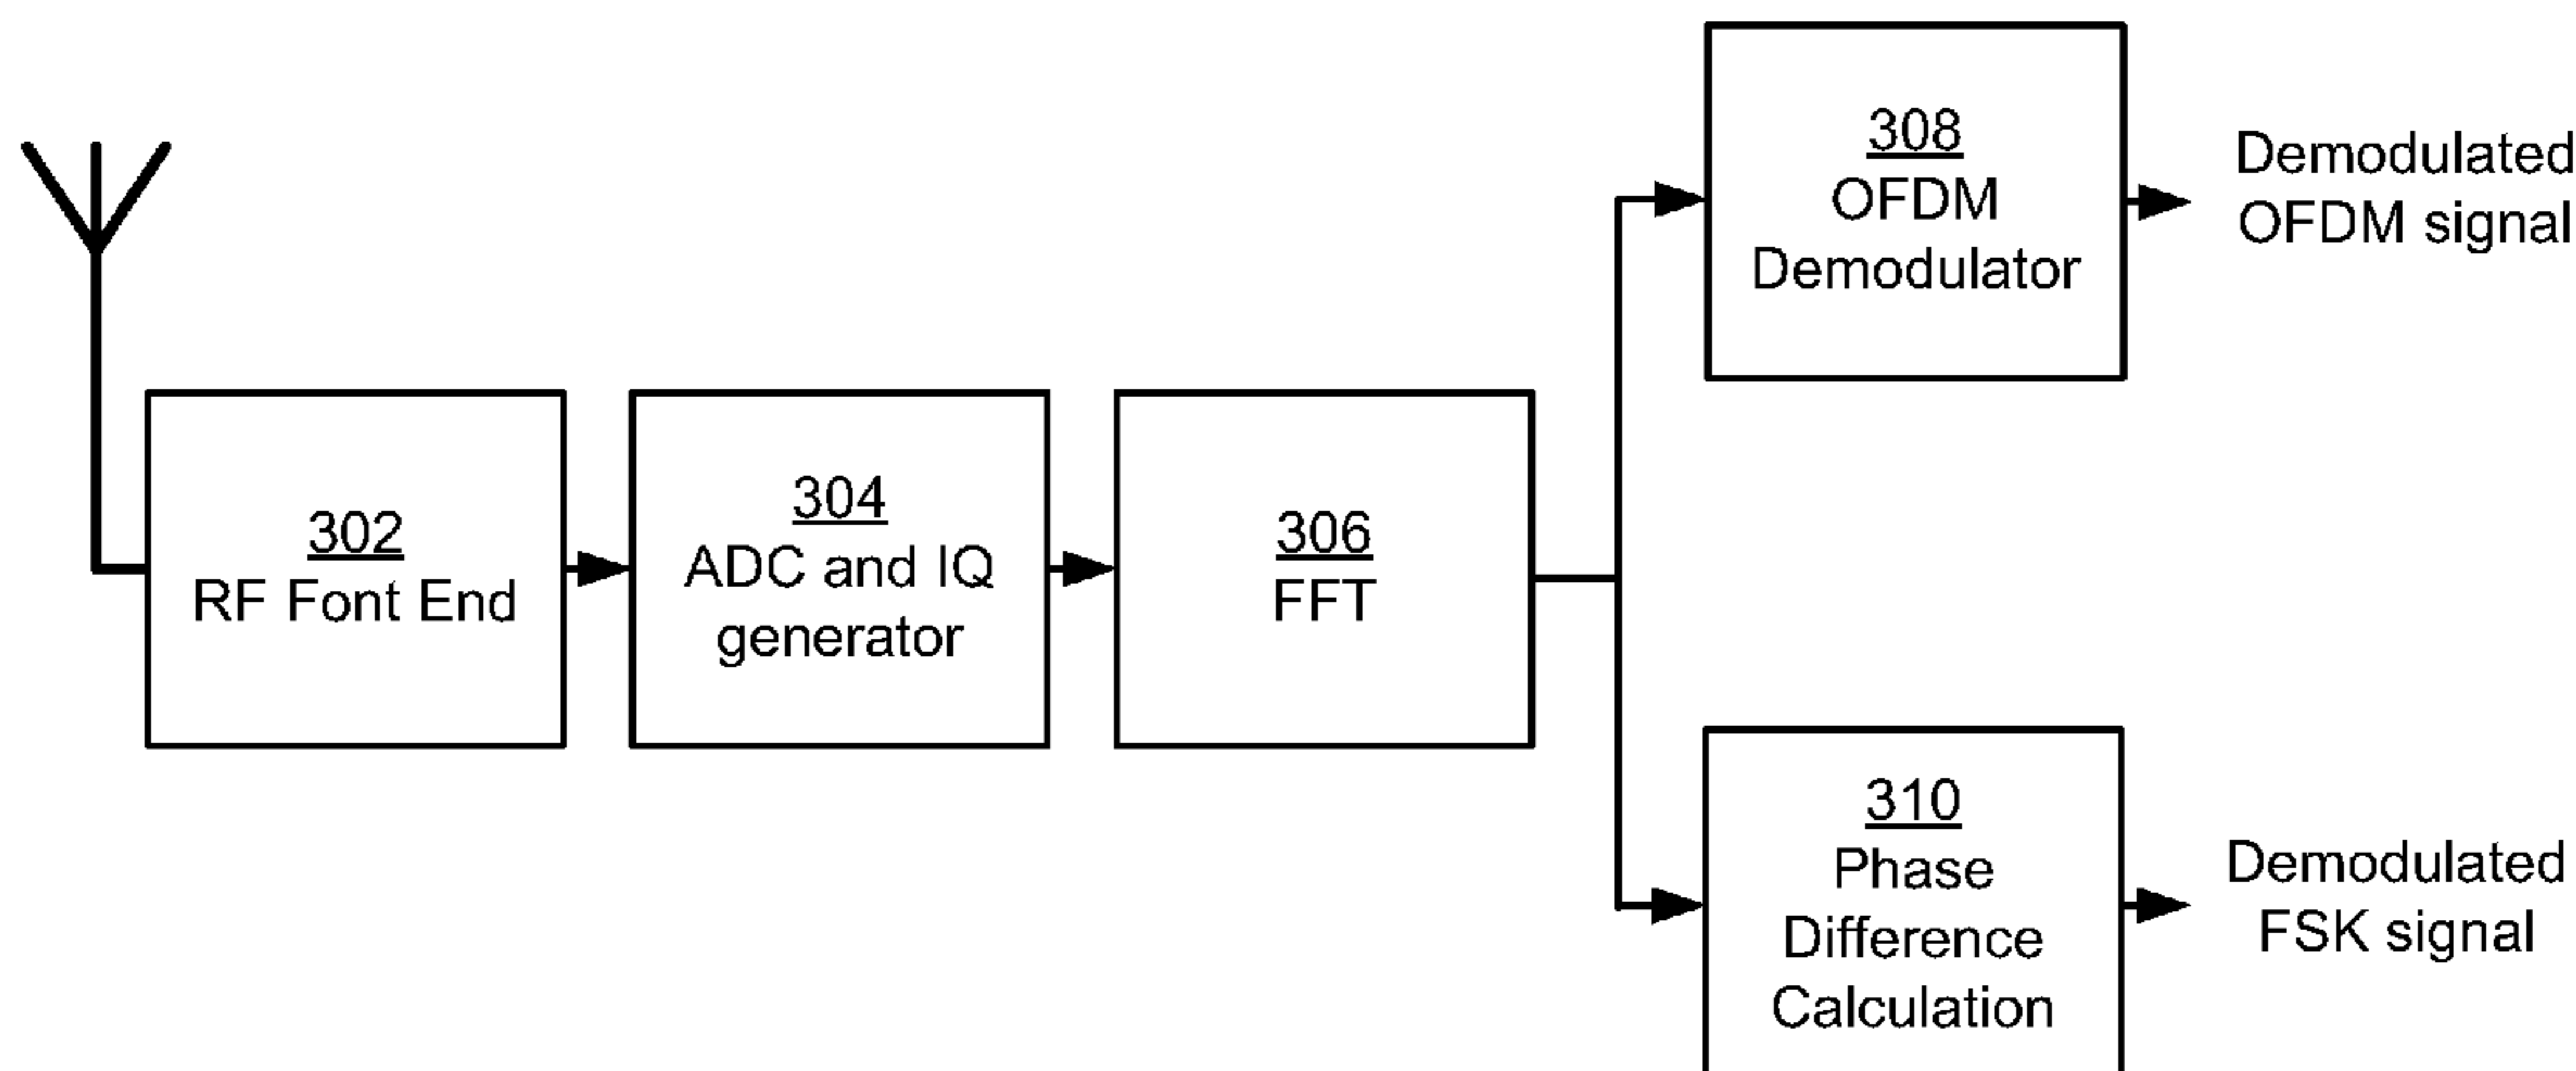 302
RF Font End
304
ADC and IQ
generator
306
FFT
308
OFDM
Demodulator
Demodulated
OFDM signal
310
Phase
Difference
Calculation
Demodulated
FSK signal